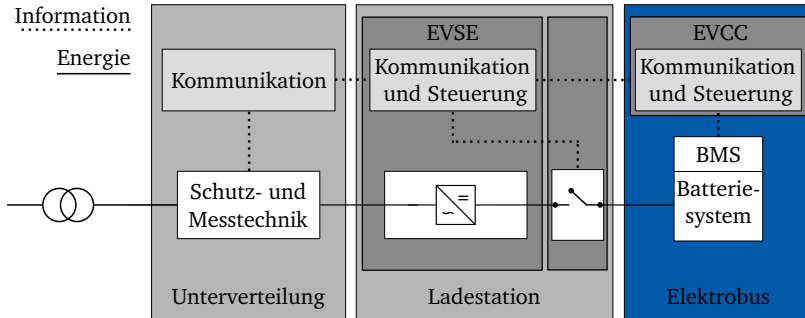 Information
Energie
EVSE
EVCC
Kommunikation
Kommunikation
und Steuerung
Kommunikation
und Steuerung
BMS
Schutz- und
Messtechnik
Batterie-
system
Unterverteilung
Ladestation
Elektrobus